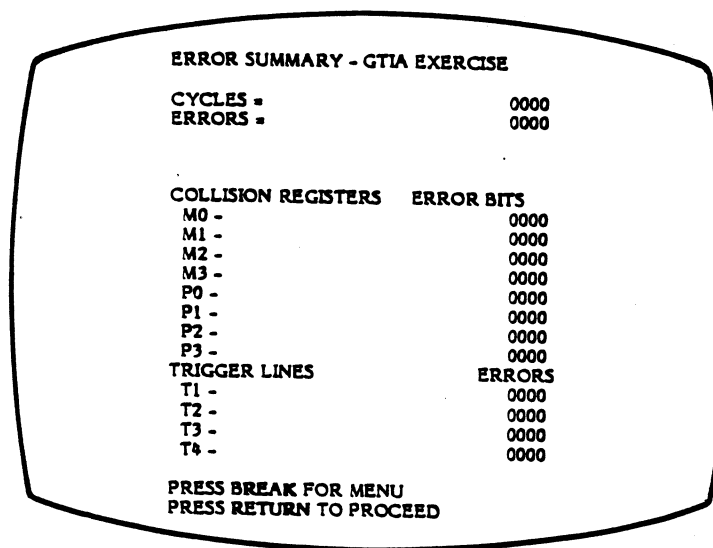 ERROR SUMMARY - GTIA EXERCISE
CYCLES = 0000
ERRORS = 0000
COLLISION REGISTERS ERROR BITS
M0 - 0000
M1 - 0000
M2 - 0000
M3 - 0000
P0 - 0000
P1 - 0000
P2 - 0000
P3 - 0000
TRIGGER LINES ERRORS
T1 - 0000
T2 - 0000
T3 - 0000
T4 - 0000
PRESS BREAK FOR MENU
PRESS RETURN TO PROCEED